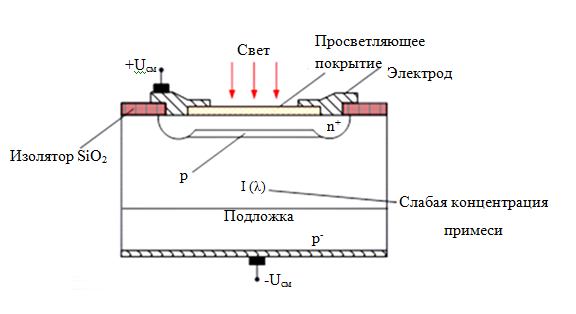 Свет
Просветляющее
покрытие
+Uсм
Электрод
n+
Изолятор SiO2
p
I (λ)
Слабая концентрация
примеси
Подложка
p-
-Uсм